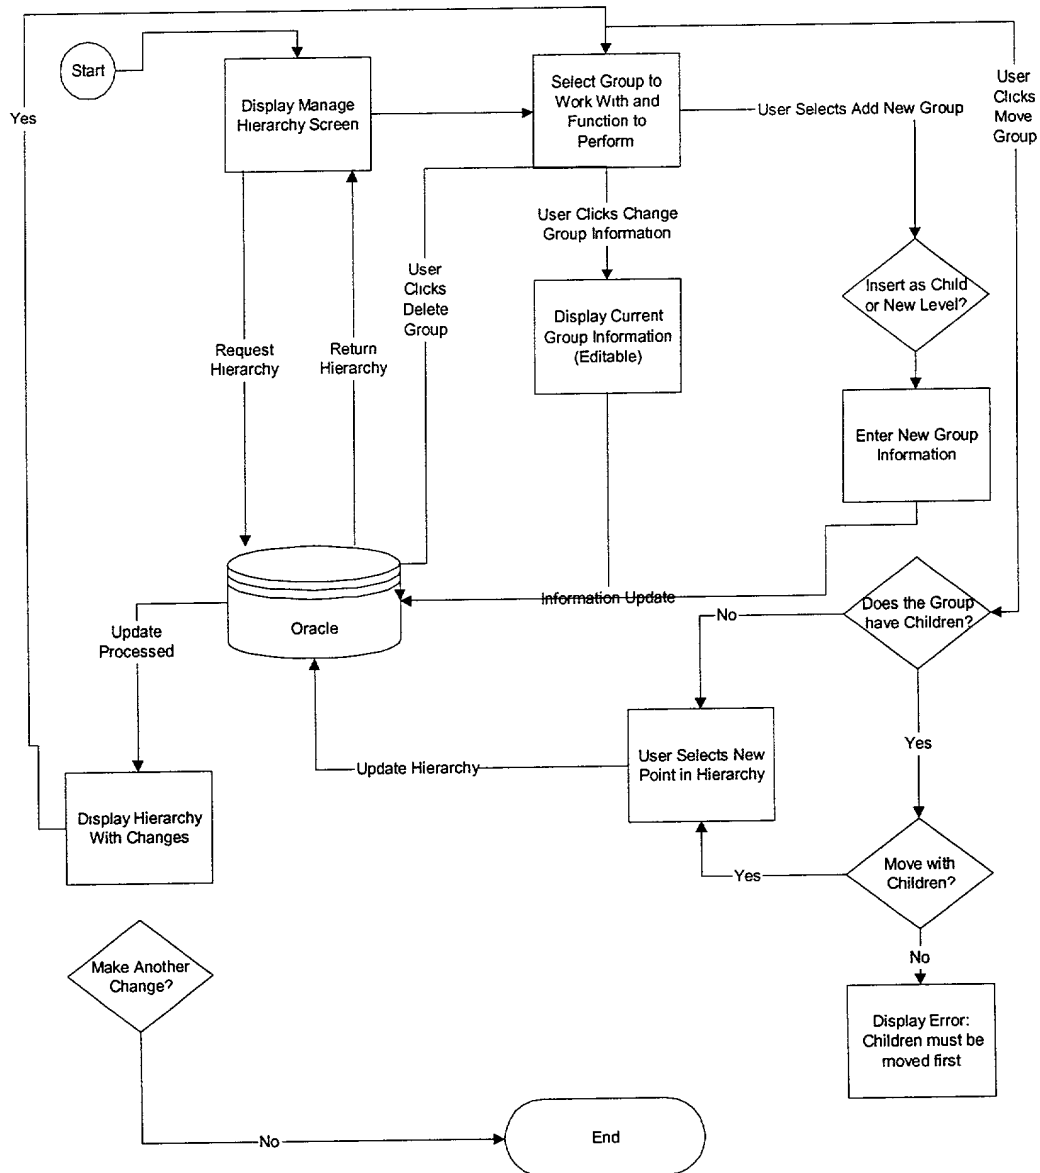 Start
Yes
Display Manage
Hierarchy Screen
Select Group to
Work With and
Function to
Perform
User Selects Add New Group
User
Clicks
Move
Group
User Clicks Change
Group Information
User
Clicks
Delete
Group
Insert as Child
or New Level?
Display Current
Group Information
(Editable)
Request
Hierarchy
Return
Hierarchy
Enter New Group
Information
Information Update
Oracle
No
Does the Group
have Children?
Update
Processed
Yes
User Selects New
Point in Hierarchy
Update Hierarchy
Display Hierarchy
With Changes
Yes
Move with
Children?
No
Make Another
Change?
Display Error:
Children must be
moved first
No
End